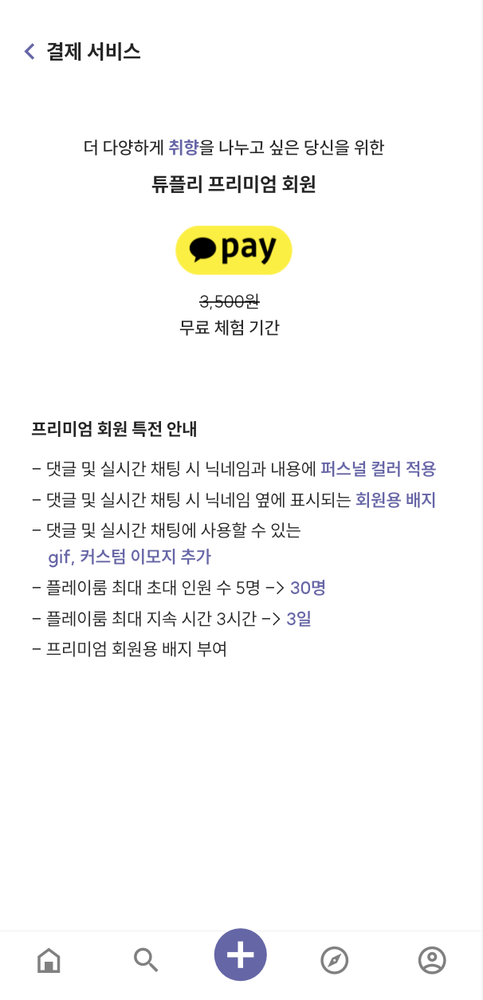 결제 서비스
더 다양하게 취향을 나누고 싶은 당신을 위한
튜플리 프리미엄 회원
pay
3,500원
무료 체험 기간
프리미엄 회원 특전 안내
- 댓글 및 실시간 채팅 시 닉네임과 내용에 퍼스널 컬러 적용
- 댓글 및 실시간 채팅 시 닉네임 옆에 표시되는 회원용 배지
- 댓글 및 실시간 채팅에 사용할 수 있는
gif, 커스텀 이모지 추가
- 플레이룸 최대 초대 인원 수 5명 -> 30명
- 플레이룸 최대 지속 시간 3시간 -> 3일
- 프리미엄 회원용 배지 부여